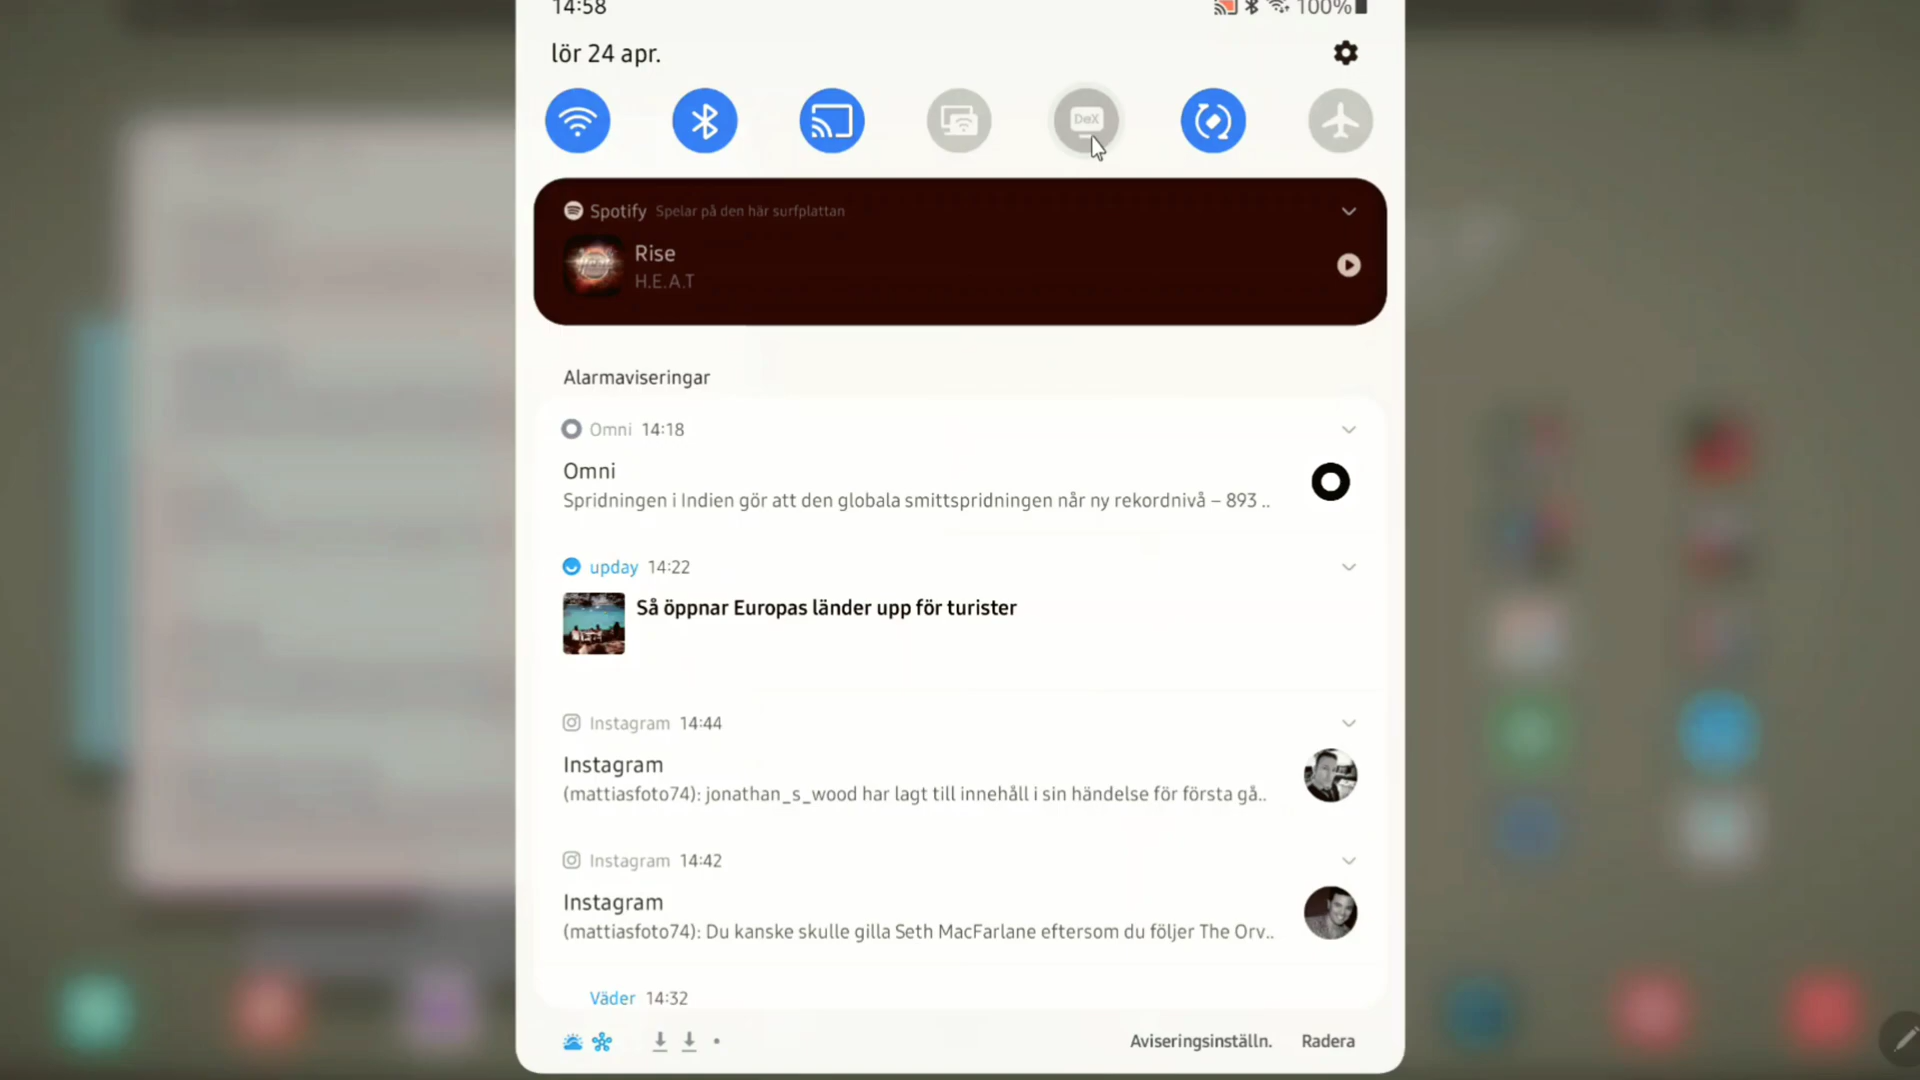 14:58
100%
lör 24 apr.
DeX
Spotify Spelar på den här surfplattan
Rise
H.E.A.T
Alarmaviseringar
Omni 14:18
Omni
Spridningen i Indien gör att den globala smittspridningen når ny rekordnivå – 893 ..
upday 14:22
Så öppnar Europas länder upp för turister
Instagram 14:44
Instagram
(mattiasfoto74): jonathan_s_wood har lagt till innehåll i sin händelse för första gå..
Instagram 14:42
Instagram
(mattiasfoto74): Du kanske skulle gilla Seth MacFarlane eftersom du följer The Orv..
Väder 14:32
Aviseringsinställn. Radera